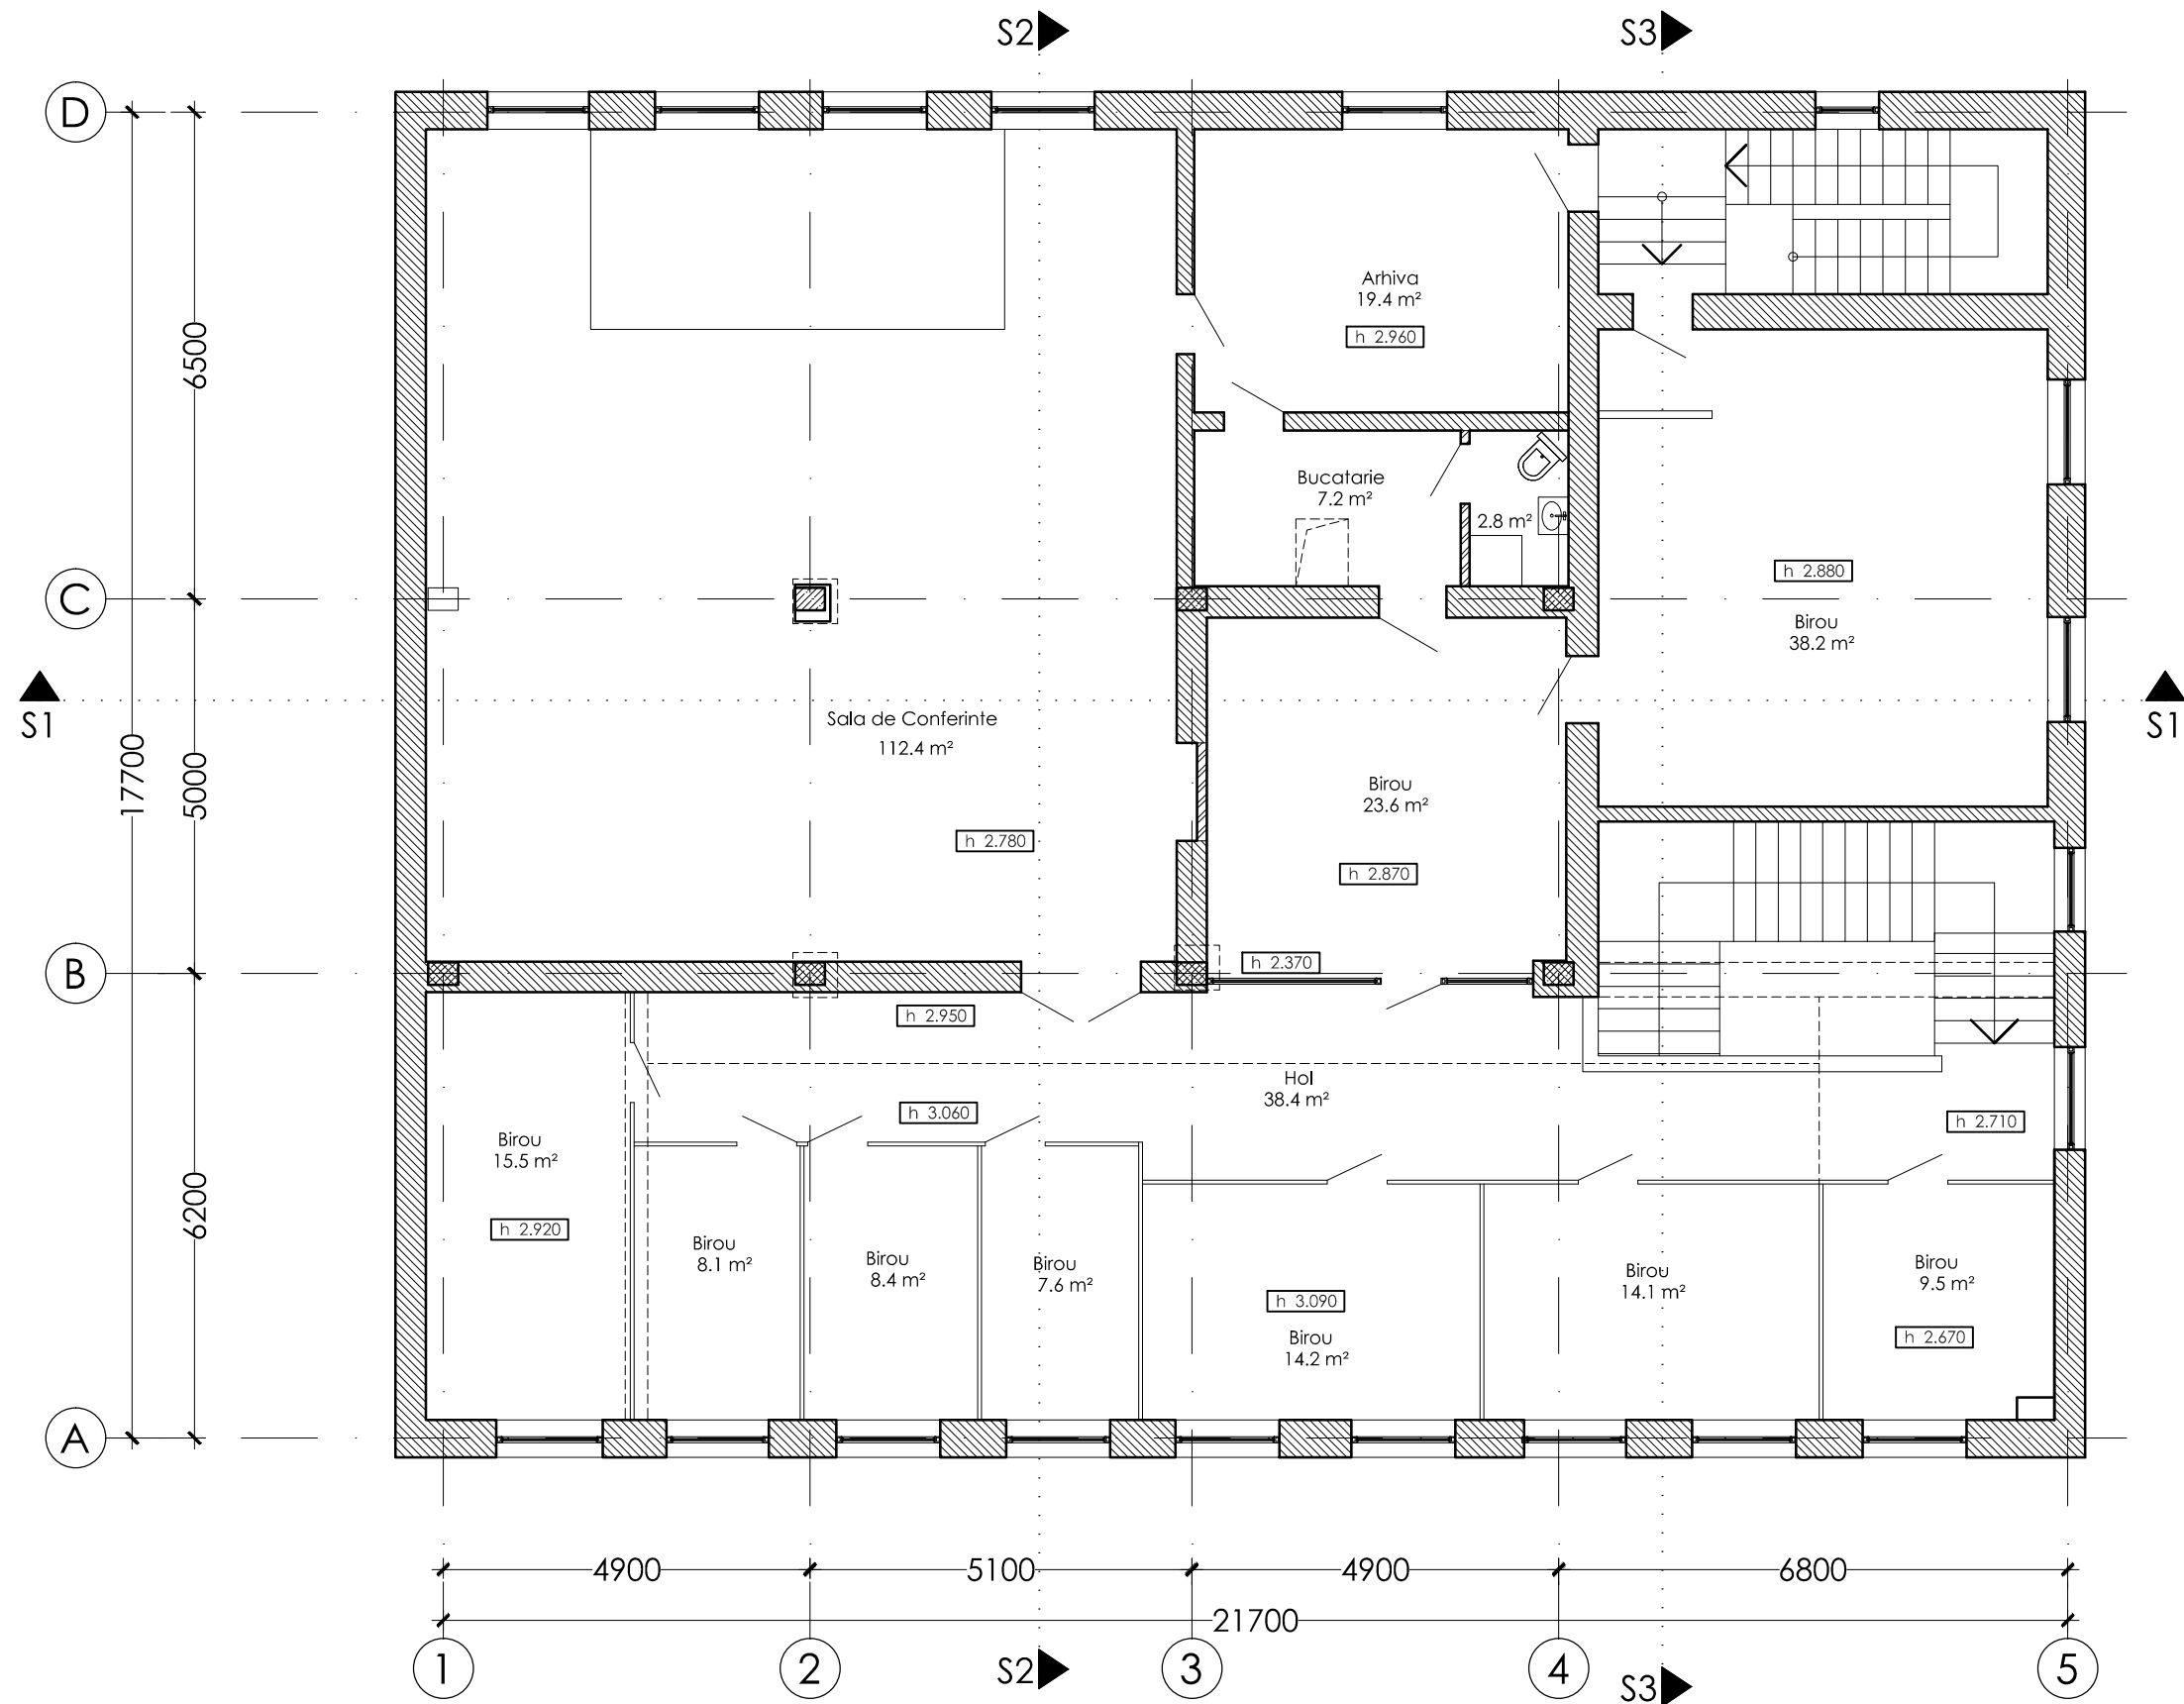 S2
S3
D
6500
Arhiva
19.4 m²
h 2.960
Bucatarie
7.2 m²
2.8 m²
C
h 2.880
Birou
38.2 m²
S1
S1
17700
5000
Sala de Conferinte
112.4 m²
h 2.780
Birou
23.6 m²
h 2.870
h 2.370
B
h 2.950
Hol
38.4 m²
h 3.060
h 2.710
6200
Birou
15.5 m²
h 2.920
Birou
8.1 m²
Birou
8.4 m²
Birou
7.6 m²
h 3.090
Birou
14.2 m²
Birou
14.1 m²
Birou
9.5 m²
h 2.670
A
4900
5100
4900
6800
21700
1
2
S2
3
4
S3
5